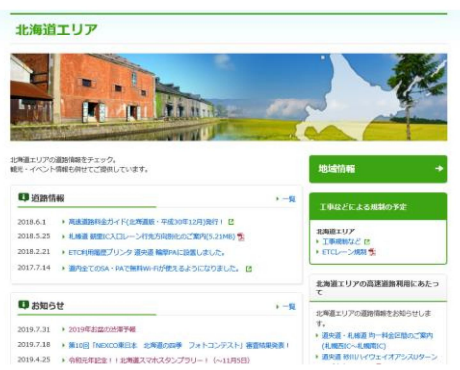 北海道エリア
北海道エリアの道路情報をチェック。
観光・イベント情報も併せてご提供しています。
道路情報
一覧
2018.6.1 高速道路料金ガイド(北海道版・平成30年12月)発行!
2018.5.25 札樽道 朝里IC入口レーン行先方向別化のご案内(5.21MB)
2018.2.21 ETC利用履歴プリンタ 道央道 輪厚PAに設置しました。
2017.7.14 道内全てのSA・PAで無料Wi-Fiが使えるようになりました。
お知らせ
一覧
2019.7.31 2019年お盆の渋滞予報
2019.7.18 第10回「NEXCO東日本 北海道の四季 フォトコンテスト」審査結果発表!
2019.4.25 令和元年記念!!北海道スマホスタンプラリー!(~11月5日)
地域情報
工事などによる規制の予定
北海道エリア
工事規制など
ETCレーン規制
北海道エリアの高速道路利用にあたっ
て
北海道エリアの道路情報をお知らせしま
す。
道央道・札樽道 均一料金区間のご案内
(札幌西IC~札幌南IC)
道央道 砂川ハイウェイオアシスUターン